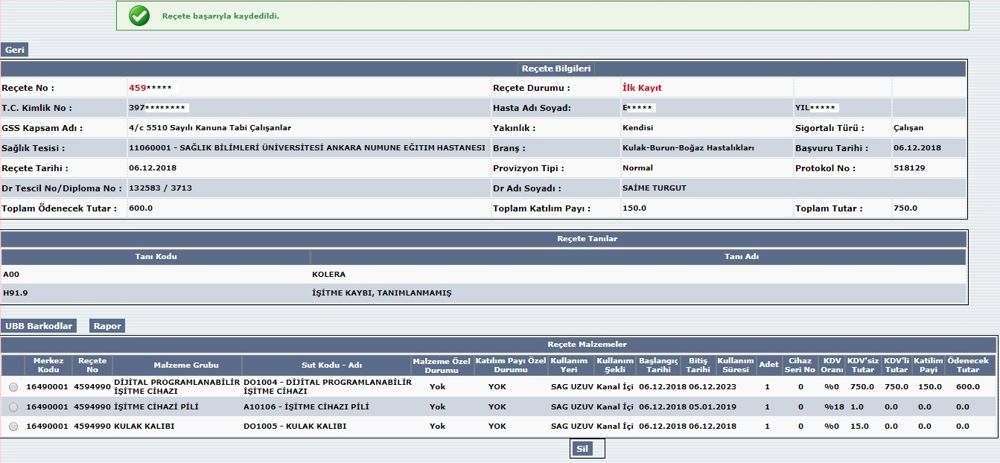 Reçete başarıyla kaydedildi.
Geri
Reçete Bilgileri
Reçete No : 459***** Reçete Durumu : İlk Kayıt
T.C. Kimlik No : 397******** Hasta Adı Soyad: E***** YIL*****
GSS Kapsam Adı : 4/c 5510 Sayılı Kanuna Tabi Çalışanlar Yakınlık : Kendisi Sigortalı Türü : Çalışan
Sağlık Tesisi : 11060001 - SAĞLIK BİLİMLERİ ÜNİVERSİTESİ ANKARA NUMUNE EĞITIM HASTANESI Branş : Kulak-Burun-Boğaz Hastalıkları Başvuru Tarihi : 06.12.2018
Reçete Tarihi : 06.12.2018 Provizyon Tipi : Normal Protokol No : 518129
Dr Tescil No/Diploma No : 132583 / 3713 Dr Adı Soyadı : SAİME TURGUT
Toplam Ödenecek Tutar : 600.0 Toplam Katılım Payı : 150.0 Toplam Tutar : 750.0
Reçete Tanılar
Tanı Kodu Tanı Adı
A00 KOLERA
H91.9 İŞİTME KAYBI, TANIMLANMAMIŞ
UBB Barkodlar Rapor
Reçete Malzemeler
Merkez Kodu Reçete No Malzeme Grubu Sut Kodu - Adı Malzeme Özel Durumu Katılım Payı Özel Durumu Kullanım Yeri Kullanım Şekli Başlangıç Tarihi Bitiş Tarihi Kullanım Süresi Adet Cihaz Seri No KDV Oranı KDV'siz Tutar KDV'li Tutar Katilim Payi Ödenecek Tutar
16490001 4594990 DİJİTAL PROGRAMLANABİLİR İŞİTME CİHAZI DO1004 - DİJİTAL PROGRAMLANABİLİR İŞİTME CİHAZI Yok YOK SAG UZUV Kanal İçi 06.12.2018 06.12.2023 1 0 %0 750.0 750.0 150.0 600.0
16490001 4594990 İŞİTME CİHAZİ PİLİ A10106 - İŞİTME CIHAZI PİLİ Yok YOK SAG UZUV Kanal İçi 06.12.2018 05.01.2019 1 0 %18 1.0 0.0 0.0 0.0
16490001 4594990 KULAK KALIBI DO1005 - KULAK KALIBI Yok YOK SAG UZUV Kanal İçi 06.12.2018 06.12.2018 1 0 %0 15.0 0.0 0.0 0.0
Sil